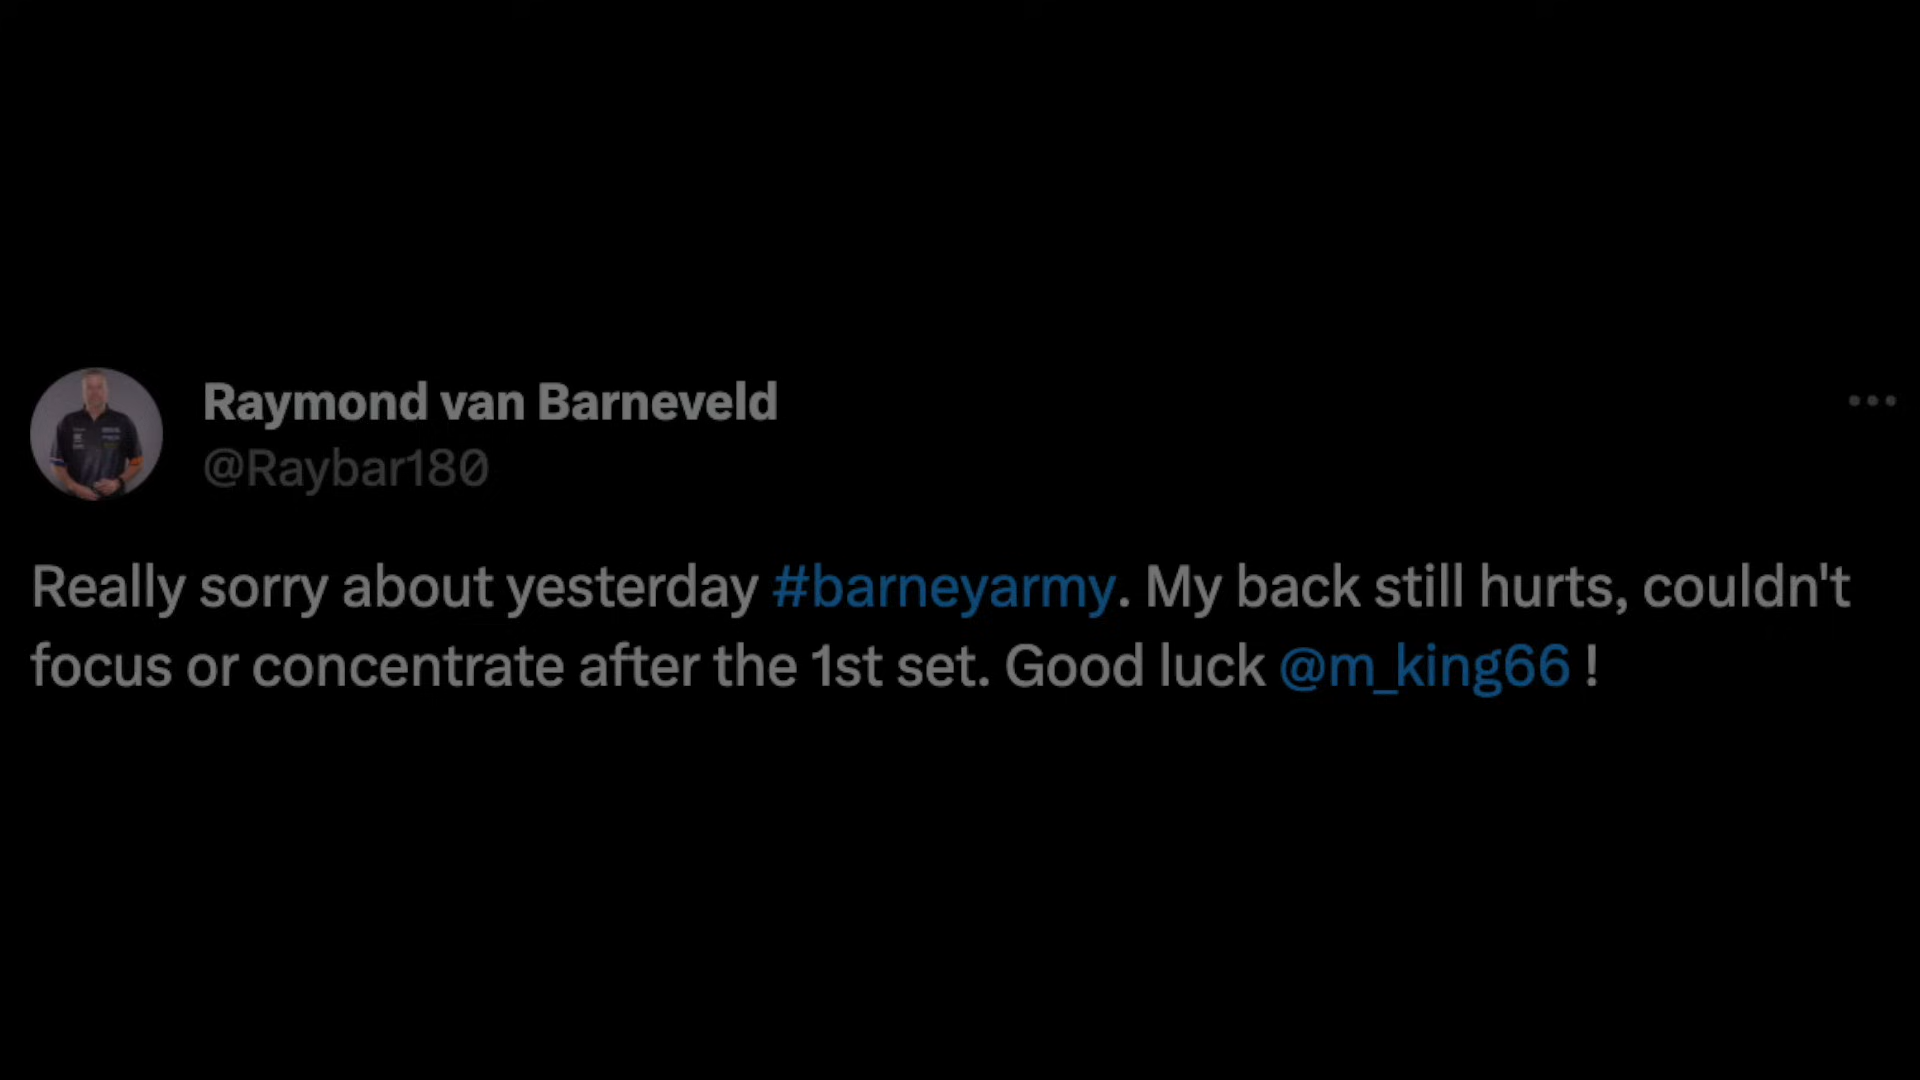 Raymond van Barneveld
@Raybar180
Really sorry about yesterday #barneyarmy. My back still hurts, couldn't
focus or concentrate after the 1st set. Good luck @m_king66 !